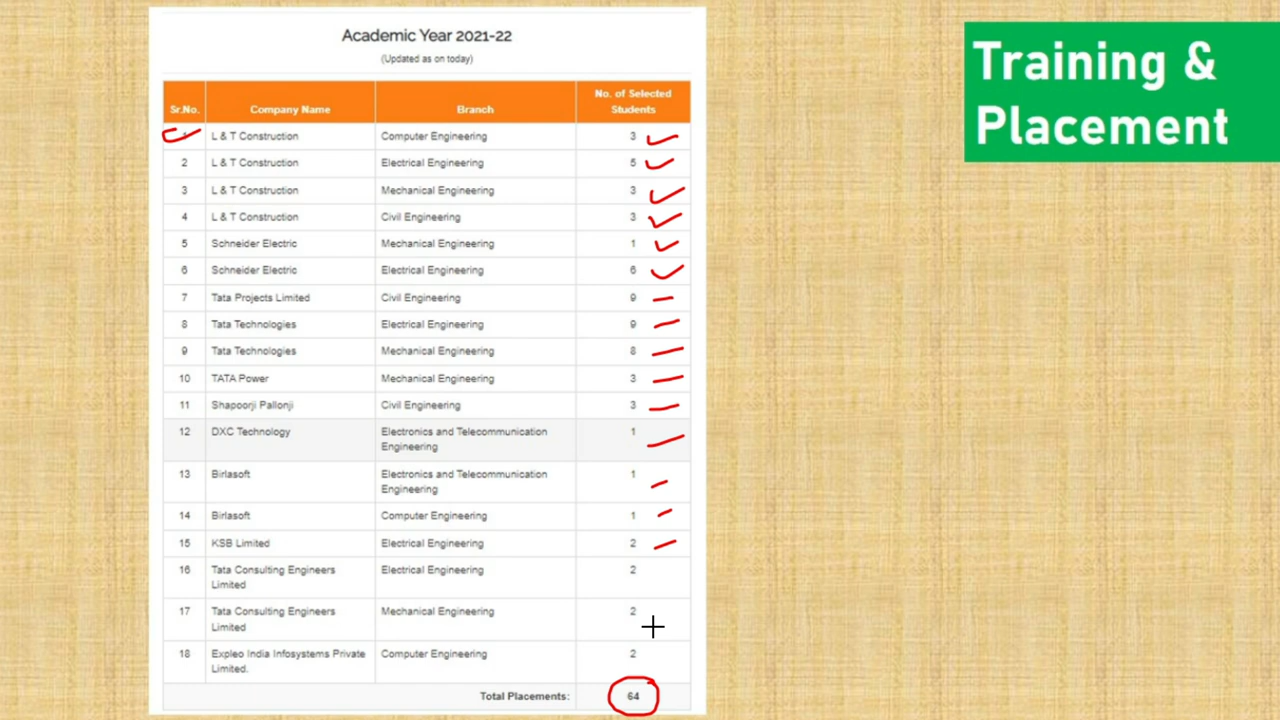 Academic Year 2021-22
(Updated as on today)
Training &
Placement
Sr.No. Company Name Branch No. of Selected Students
L & T Construction Computer Engineering 3
2 L & T Construction Electrical Engineering 5
3 L & T Construction Mechanical Engineering 3
4 L & T Construction Civil Engineering 3
5 Schneider Electric Mechanical Engineering 1
6 Schneider Electric Electrical Engineering 6
7 Tata Projects Limited Civil Engineering 9
8 Tata Technologies Electrical Engineering 9
9 Tata Technologies Mechanical Engineering 8
10 TATA Power Mechanical Engineering 3
11 Shapoorji Pallonji Civil Engineering 3
12 DXC Technology Electronics and Telecommunication 1
Engineering
13 Birlasoft Electronics and Telecommunication 1
Engineering
14 Birlasoft Computer Engineering 1
15 KSB Limited Electrical Engineering 2
16 Tata Consulting Engineers Electrical Engineering 2
Limited
17 Tata Consulting Engineers Mechanical Engineering 2
Limited
18 Expleo India Infosystems Private Computer Engineering 2
Limited.
Total Placements: 64